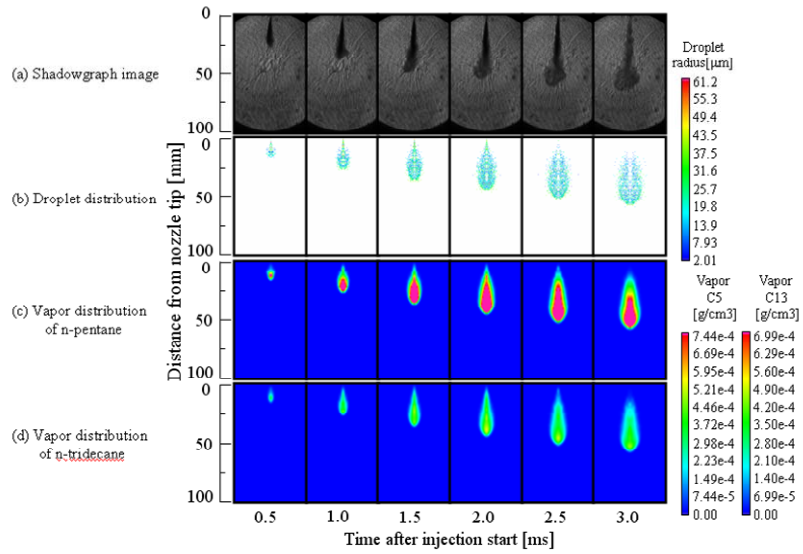 0
50
100
(a) Shadowgraph image
Droplet
radius[μm]
61.2
55.3
49.4
43.5
37.5
31.6
25.7
19.8
13.9
7.93
2.01
0
50
100
(b) Droplet distribution
Distance from nozzle tip [mm]
0
50
100
(c) Vapor distribution
of n-pentane
Vapor
C5
[g/cm3]
7.44e-4
6.69e-4
5.95e-4
5.21e-4
4.46e-4
3.72e-4
2.98e-4
2.23e-4
1.49e-4
7.44e-5
0.00
Vapor
C13
[g/cm3]
6.99e-4
6.29e-4
5.60e-4
4.90e-4
4.20e-4
3.50e-4
2.80e-4
2.10e-4
1.40e-4
6.99e-5
0.00
0
50
100
(d) Vapor distribution
of n-tridecane
0.5 1.0 1.5 2.0 2.5 3.0
Time after injection start [ms]